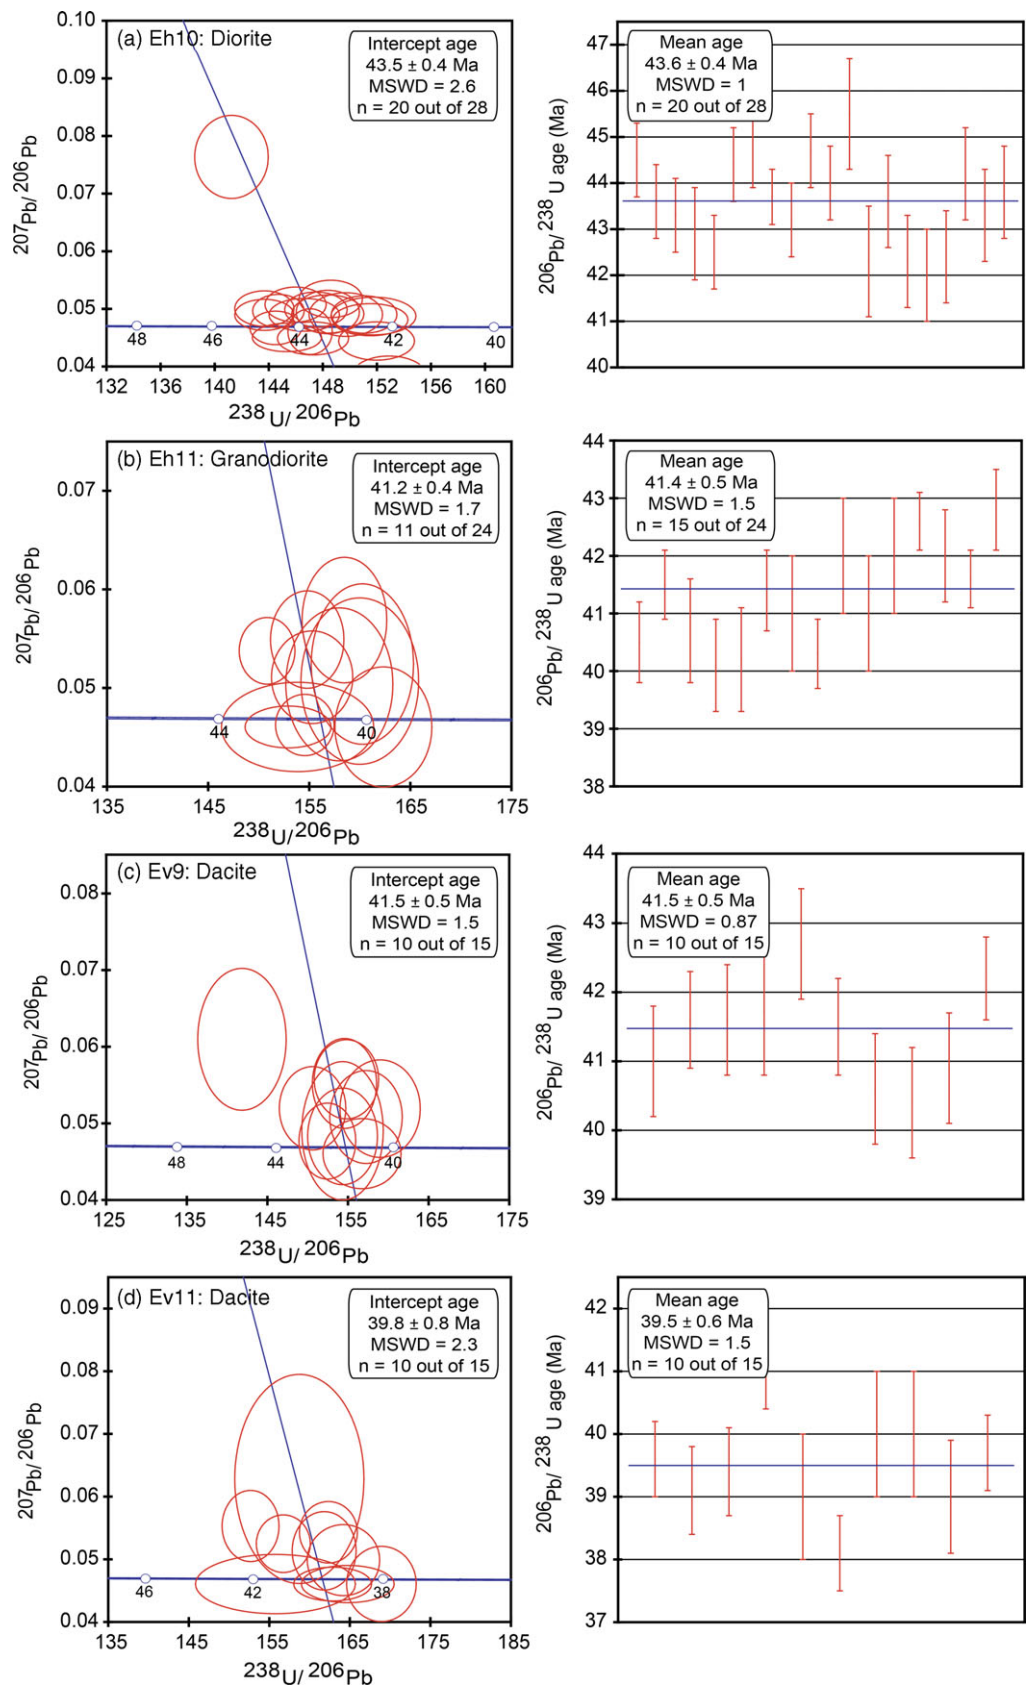 (a) Eh10: Diorite
Intercept age
43.5 ± 0.4 Ma
MSWD = 2.6
n = 20 out of 28
0.10
0.09
0.08
0.07
0.06
0.05
0.04
207Pb/206Pb
48
46
44
42
40
132
136
140
144
148
152
156
160
238U/206Pb
Mean age
43.6 ± 0.4 Ma
MSWD = 1
n = 20 out of 28
47
46
45
44
43
42
41
40
206Pb/238U age (Ma)
(b) Eh11: Granodiorite
Intercept age
41.2 ± 0.4 Ma
MSWD = 1.7
n = 11 out of 24
0.07
0.06
0.05
0.04
207Pb/206Pb
44
40
135
145
155
165
175
238U/206Pb
Mean age
41.4 ± 0.5 Ma
MSWD = 1.5
n = 15 out of 24
44
43
42
41
40
39
38
206Pb/238U age (Ma)
(c) Ev9: Dacite
Intercept age
41.5 ± 0.5 Ma
MSWD = 1.5
n = 10 out of 15
0.08
0.07
0.06
0.05
0.04
207Pb/206Pb
48
44
40
125
135
145
155
165
175
238U/206Pb
Mean age
41.5 ± 0.5 Ma
MSWD = 0.87
n = 10 out of 15
44
43
42
41
40
39
206Pb/238U age (Ma)
(d) Ev11: Dacite
Intercept age
39.8 ± 0.8 Ma
MSWD = 2.3
n = 10 out of 15
0.09
0.08
0.07
0.06
0.05
0.04
207Pb/206Pb
46
42
38
135
145
155
165
175
185
238U/206Pb
Mean age
39.5 ± 0.6 Ma
MSWD = 1.5
n = 10 out of 15
42
41
40
39
38
37
206Pb/238U age (Ma)